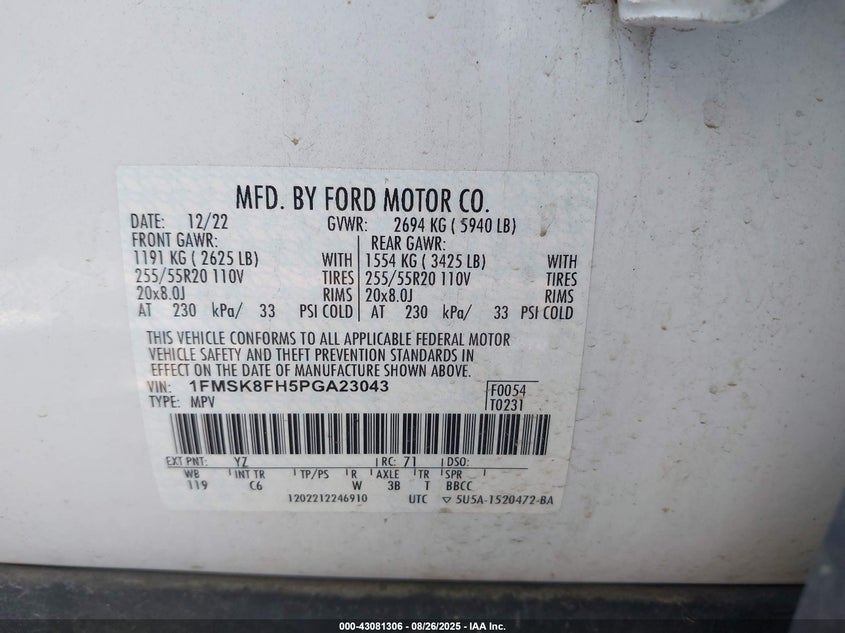 MFD. BY FORD MOTOR CO.
DATE: 12/22 GVWR: 2694 KG ( 5940 LB)
FRONT GAWR: REAR GAWR:
1191 KG ( 2625 LB) WITH 1554 KG ( 3425 LB) WITH
255/55R20 110V TIRES 255/55R20 110V TIRES
20x8.0J RIMS 20x8.0J RIMS
AT 230 kPa/ 33 PSI COLD AT 230 kPa/ 33 PSI COLD
THIS VEHICLE CONFORMS TO ALL APPLICABLE FEDERAL MOTOR
VEHICLE SAFETY AND THEFT PREVENTION STANDARDS IN
EFFECT ON THE DATE OF MANUFACTURE SHOWN ABOVE.
VIN: 1FMSK8FH5PGA23043 F0054
TYPE: MPV T0231
EXT PNT: YZ RC: 71 DSO:
WB INT TR TP/PS R AXLE TR SPR
119 C6 W 3B T BBCC
1202212246910 UTC ▽ 5U5A-1520472-BA
000-43081306 - 08/26/2025 - IAA Inc.